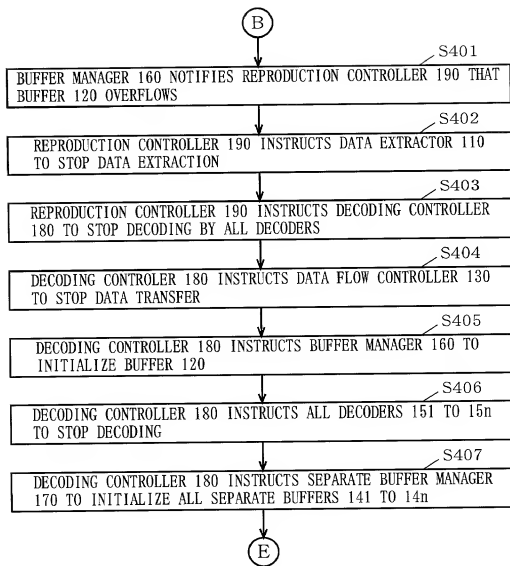 B
S401
BUFFER MANAGER 160 NOTIFIES REPRODUCTION CONTROLLER 190 THAT
BUFFER 120 OVERFLOWS
S402
REPRODUCTION CONTROLLER 190 INSTRUCTS DATA EXTRACTOR 110
TO STOP DATA EXTRACTION
S403
REPRODUCTION CONTROLLER 190 INSTRUCTS DECODING CONTROLLER
180 TO STOP DECODING BY ALL DECODERS
S404
DECODING CONTROLER 180 INSTRUCTS DATA FLOW CONTROLLER 130
TO STOP DATA TRANSFER
S405
DECODING CONTROLLER 180 INSTRUCTS BUFFER MANAGER 160 TO
INITIALIZE BUFFER 120
S406
DECODING CONTROLLER 180 INSTRUCTS ALL DECODERS 151 TO 15n
TO STOP DECODING
S407
DECODING CONTROLLER 180 INSTRUCTS SEPARATE BUFFER MANAGER
170 TO INITIALIZE ALL SEPARATE BUFFERS 141 TO 14n
E